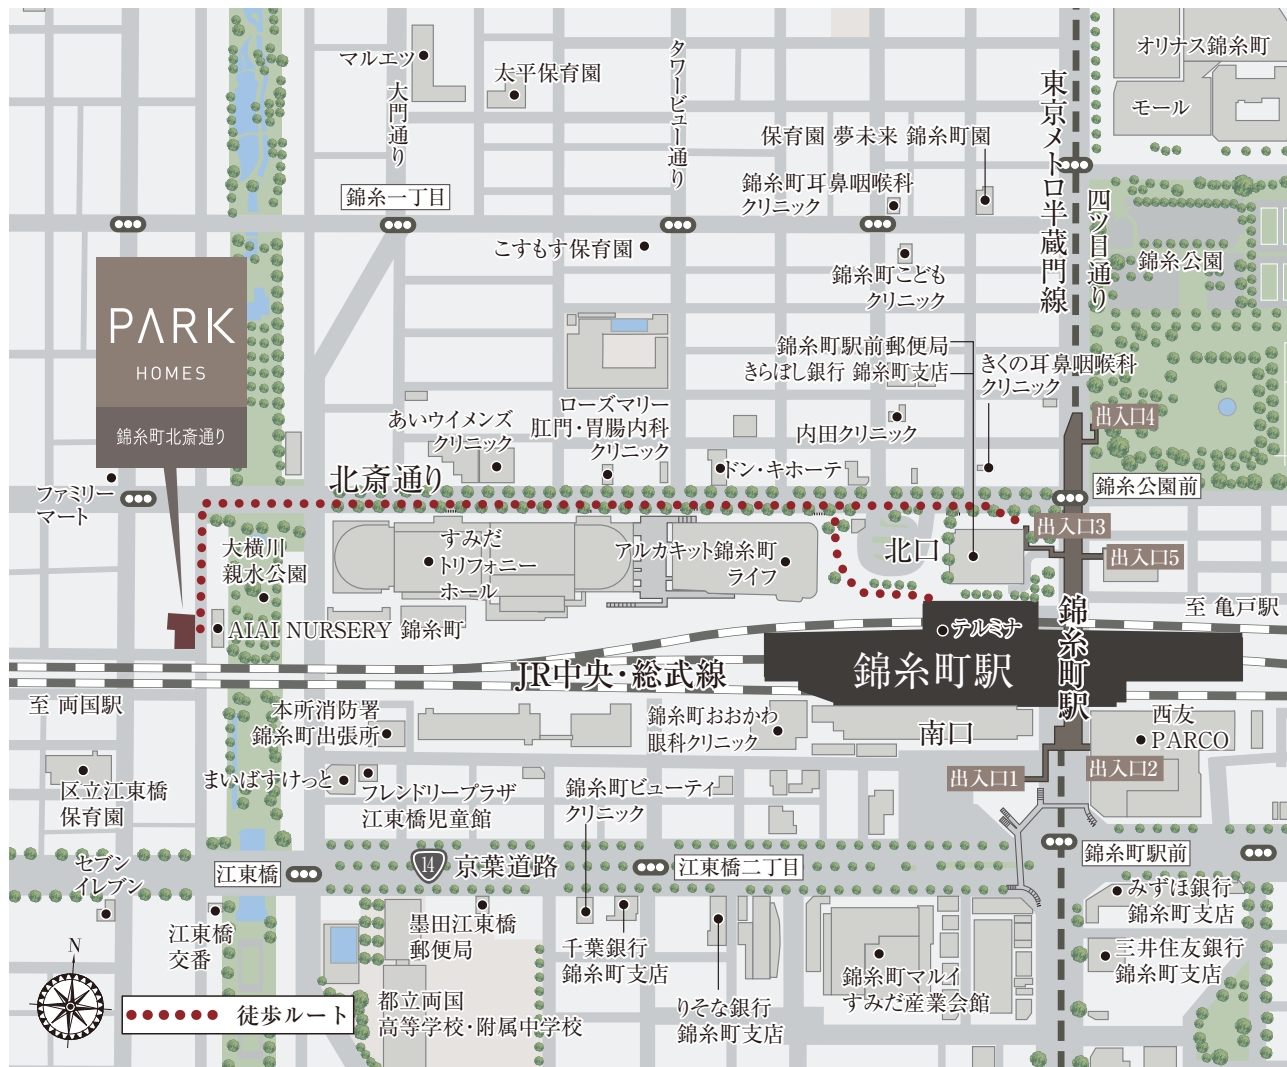 マルエツ
大門通り
太平保育園
タワービュー通り
東京メトロ半蔵門線
オリナス錦糸町
モール
保育園 夢未来 錦糸町園
錦糸町耳鼻咽喉科
クリニック
錦糸一丁目
四ツ目通り
こすもす保育園
錦糸町こども
クリニック
錦糸公園
PARK
HOMES
錦糸町北斎通り
錦糸町駅前郵便局
きらぼし銀行 錦糸町支店
きくの耳鼻咽喉科
クリニック
出入口4
あいウイメンズ
クリニック
ローズマリー
肛門・胃腸内科
クリニック
内田クリニック
ドン・キホーテ
北斎通り
ファミリー
マート
錦糸公園前
大横川
親水公園
すみだ
トリフォニー
ホール
アルカキット錦糸町
ライフ
北口
出入口3
出入口5
AIAI NURSERY 錦糸町
テルミナ
至 亀戸駅
JR中央・総武線
錦糸町駅
錦糸町駅
至 両国駅
本所消防署
錦糸町出張所
錦糸町おおかわ
眼科クリニック
南口
西友
PARCO
出入口1
出入口2
区立江東橋
保育園
まいばすけっと
フレンドリープラザ
江東橋児童館
錦糸町ビューティ
クリニック
セブン
イレブン
江東橋
14
京葉道路
江東橋二丁目
錦糸町駅前
江東橋
交番
墨田江東橋
郵便局
千葉銀行
錦糸町支店
りそな銀行
錦糸町支店
錦糸町マルイ
すみだ産業会館
みずほ銀行
錦糸町支店
三井住友銀行
錦糸町支店
都立両国
高等学校・附属中学校
N
徒歩ルート